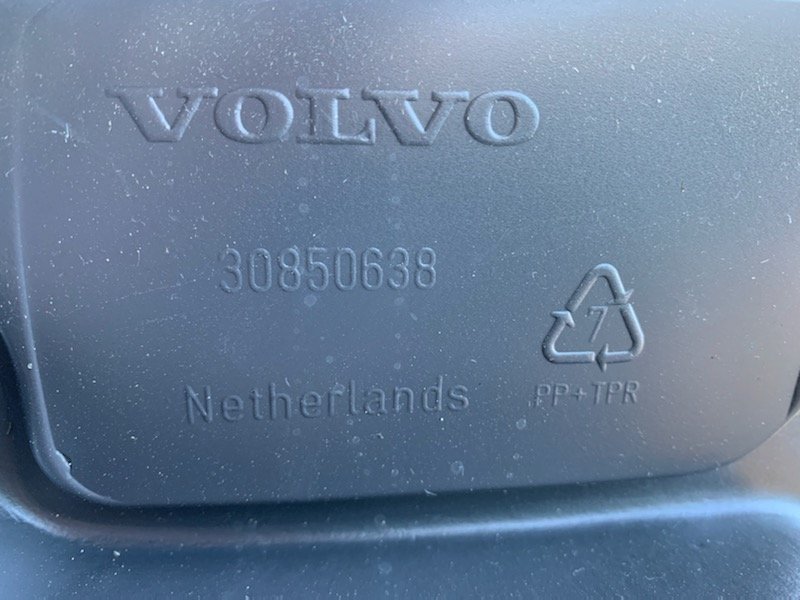 VOLVO
30850638
7
Netherlands
PP+TPR